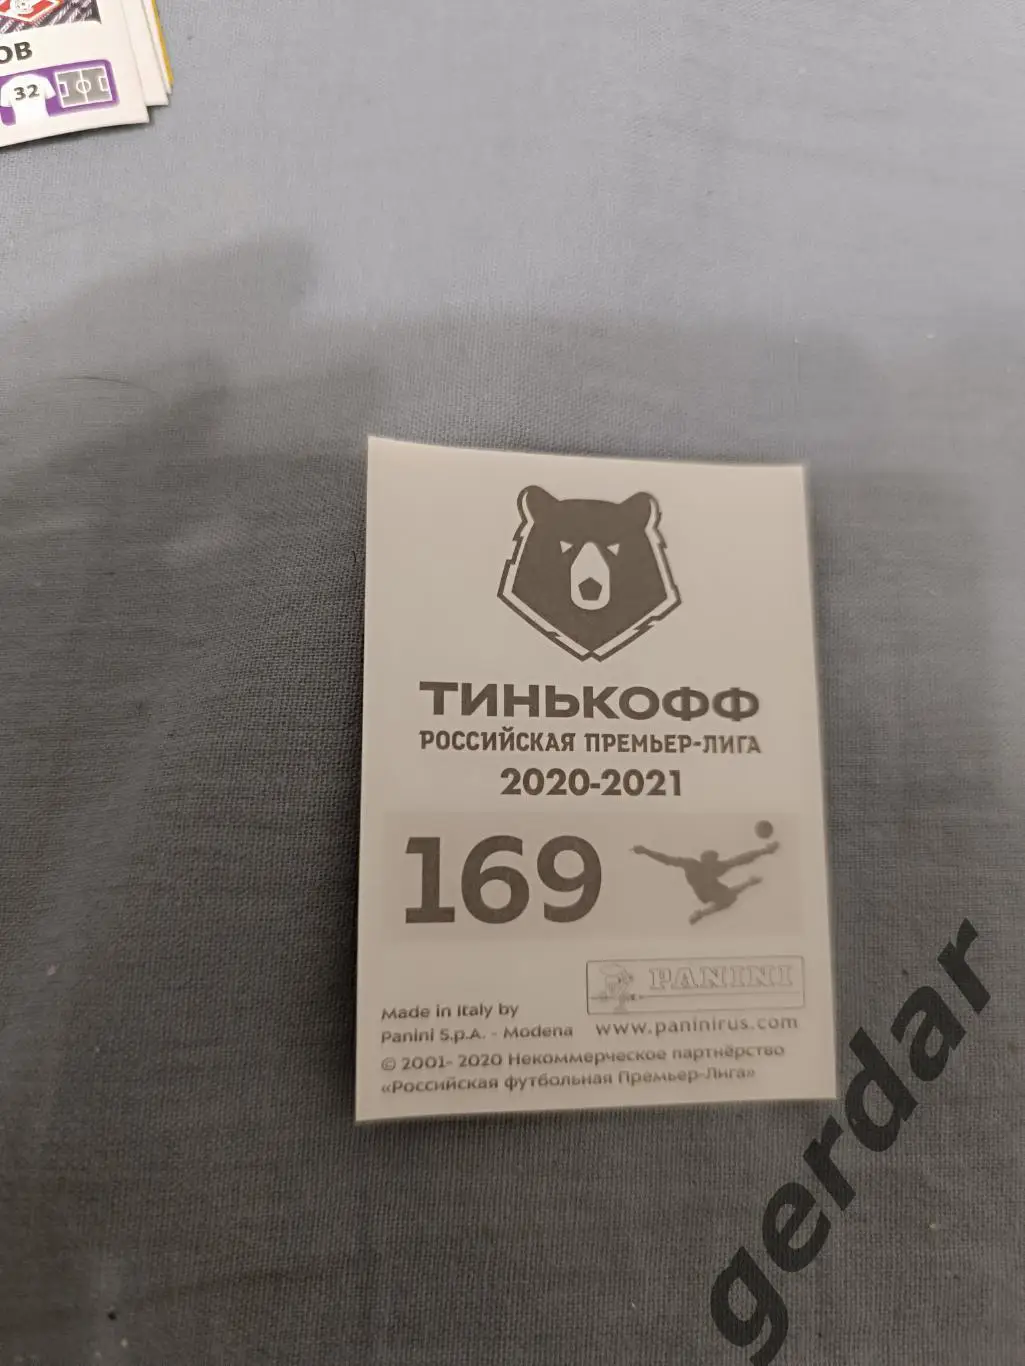 ОВ
32
ТИНЬКОФФ
РОССИЙСКАЯ ПРЕМЬЕР-ЛИГА
2020-2021
169
PANINI
Made in Italy by
Panini S.p.A. - Modena www.paninirus.com
© 2001- 2020 Некоммерческое партнёрство
«Российская футбольная Премьер-Лига»
gerdar